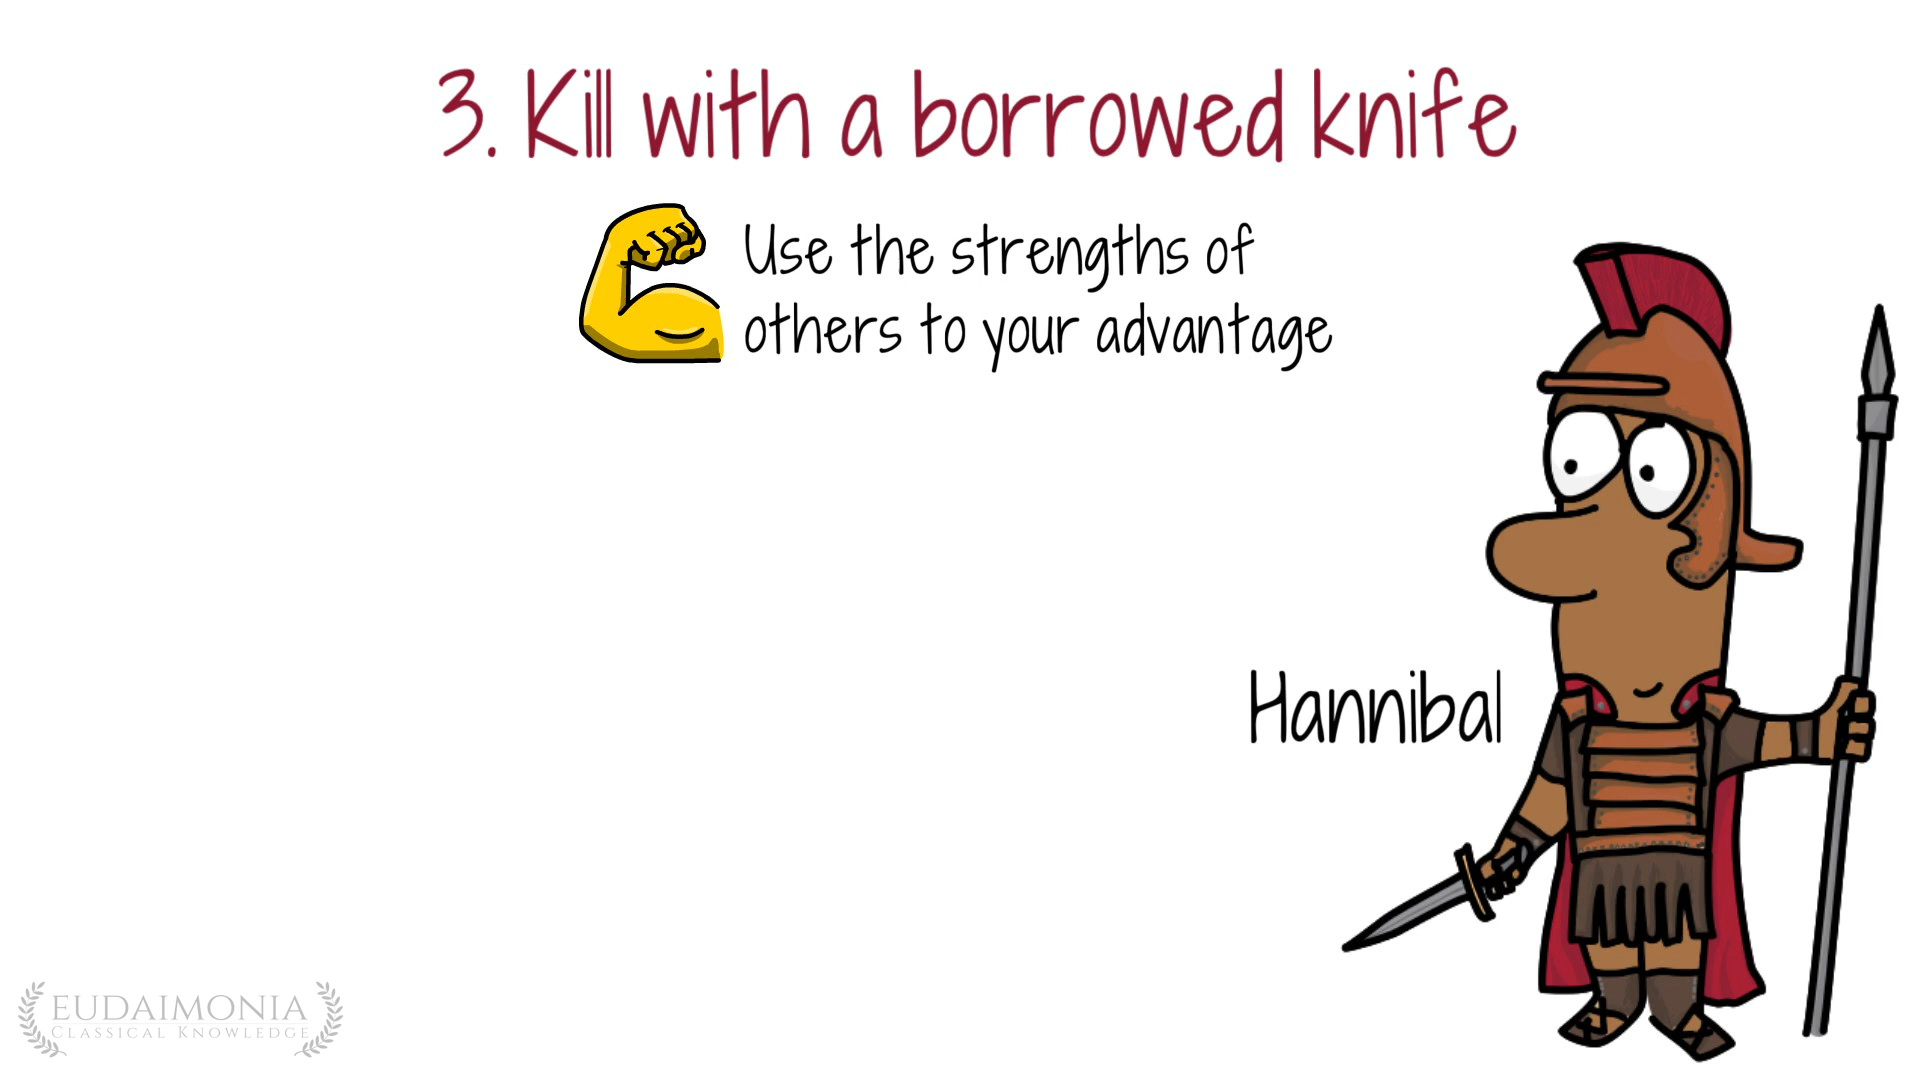 3. Kill with a borrowed knife
Use the strengths of
others to your advantage
Hannibal
EUDAIMONIA
CLASSICAL KNOWLEDGE